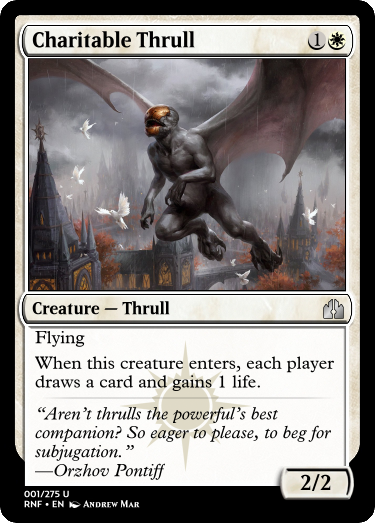 Charitable Thrull 1
Creature — Thrull
Flying
When this creature enters, each player
draws a card and gains 1 life.
“Aren’t thrulls the powerful’s best
companion? So eager to please, to beg for
subjugation.”
—Orzhov Pontiff
2/2
001/275 U
RNF • EN Andrew Mar